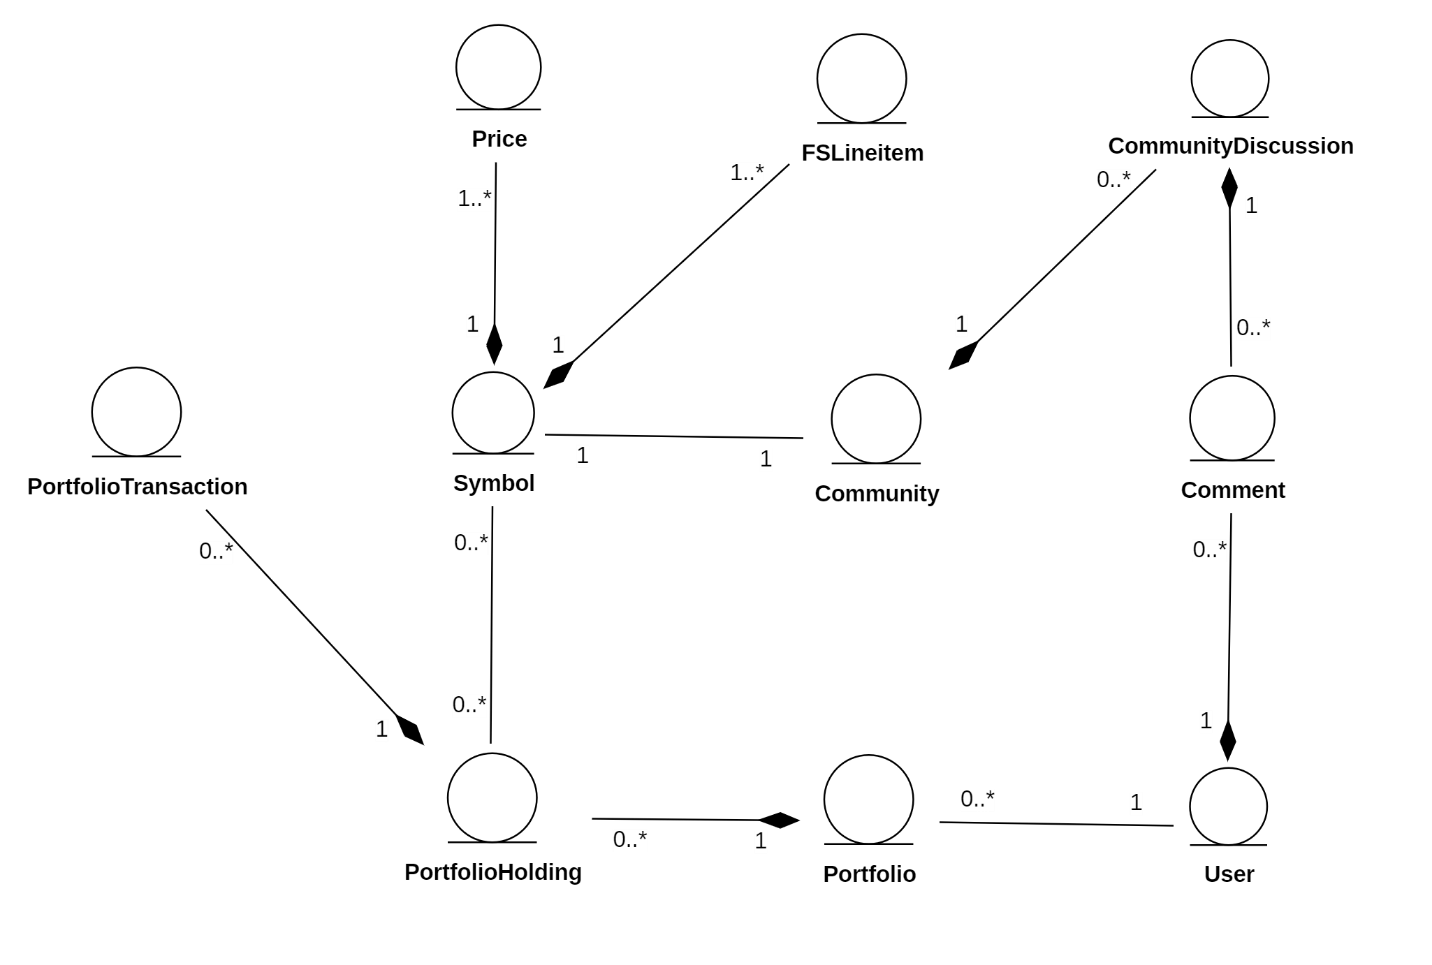 Price
FSLineitem
CommunityDiscussion
1..*
1..*
0..*
1
1
1
1
0..*
1
1
PortfolioTransaction
Symbol
Community
Comment
0..*
0..*
0..*
0..*
1
1
0..*
1
0..*
1
PortfolioHolding
Portfolio
User